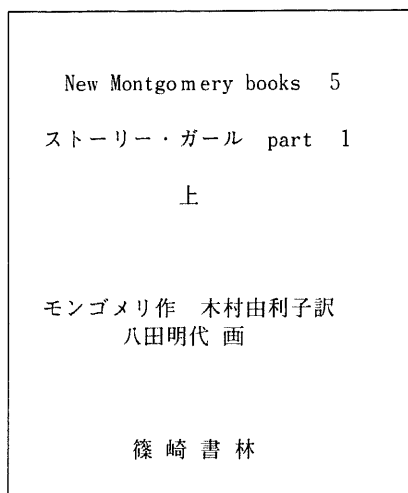 New Montgomery books 5
ストーリー・ガール part 1
上
モンゴメリ作 木村由利子訳
八田明代 画
篠崎書林